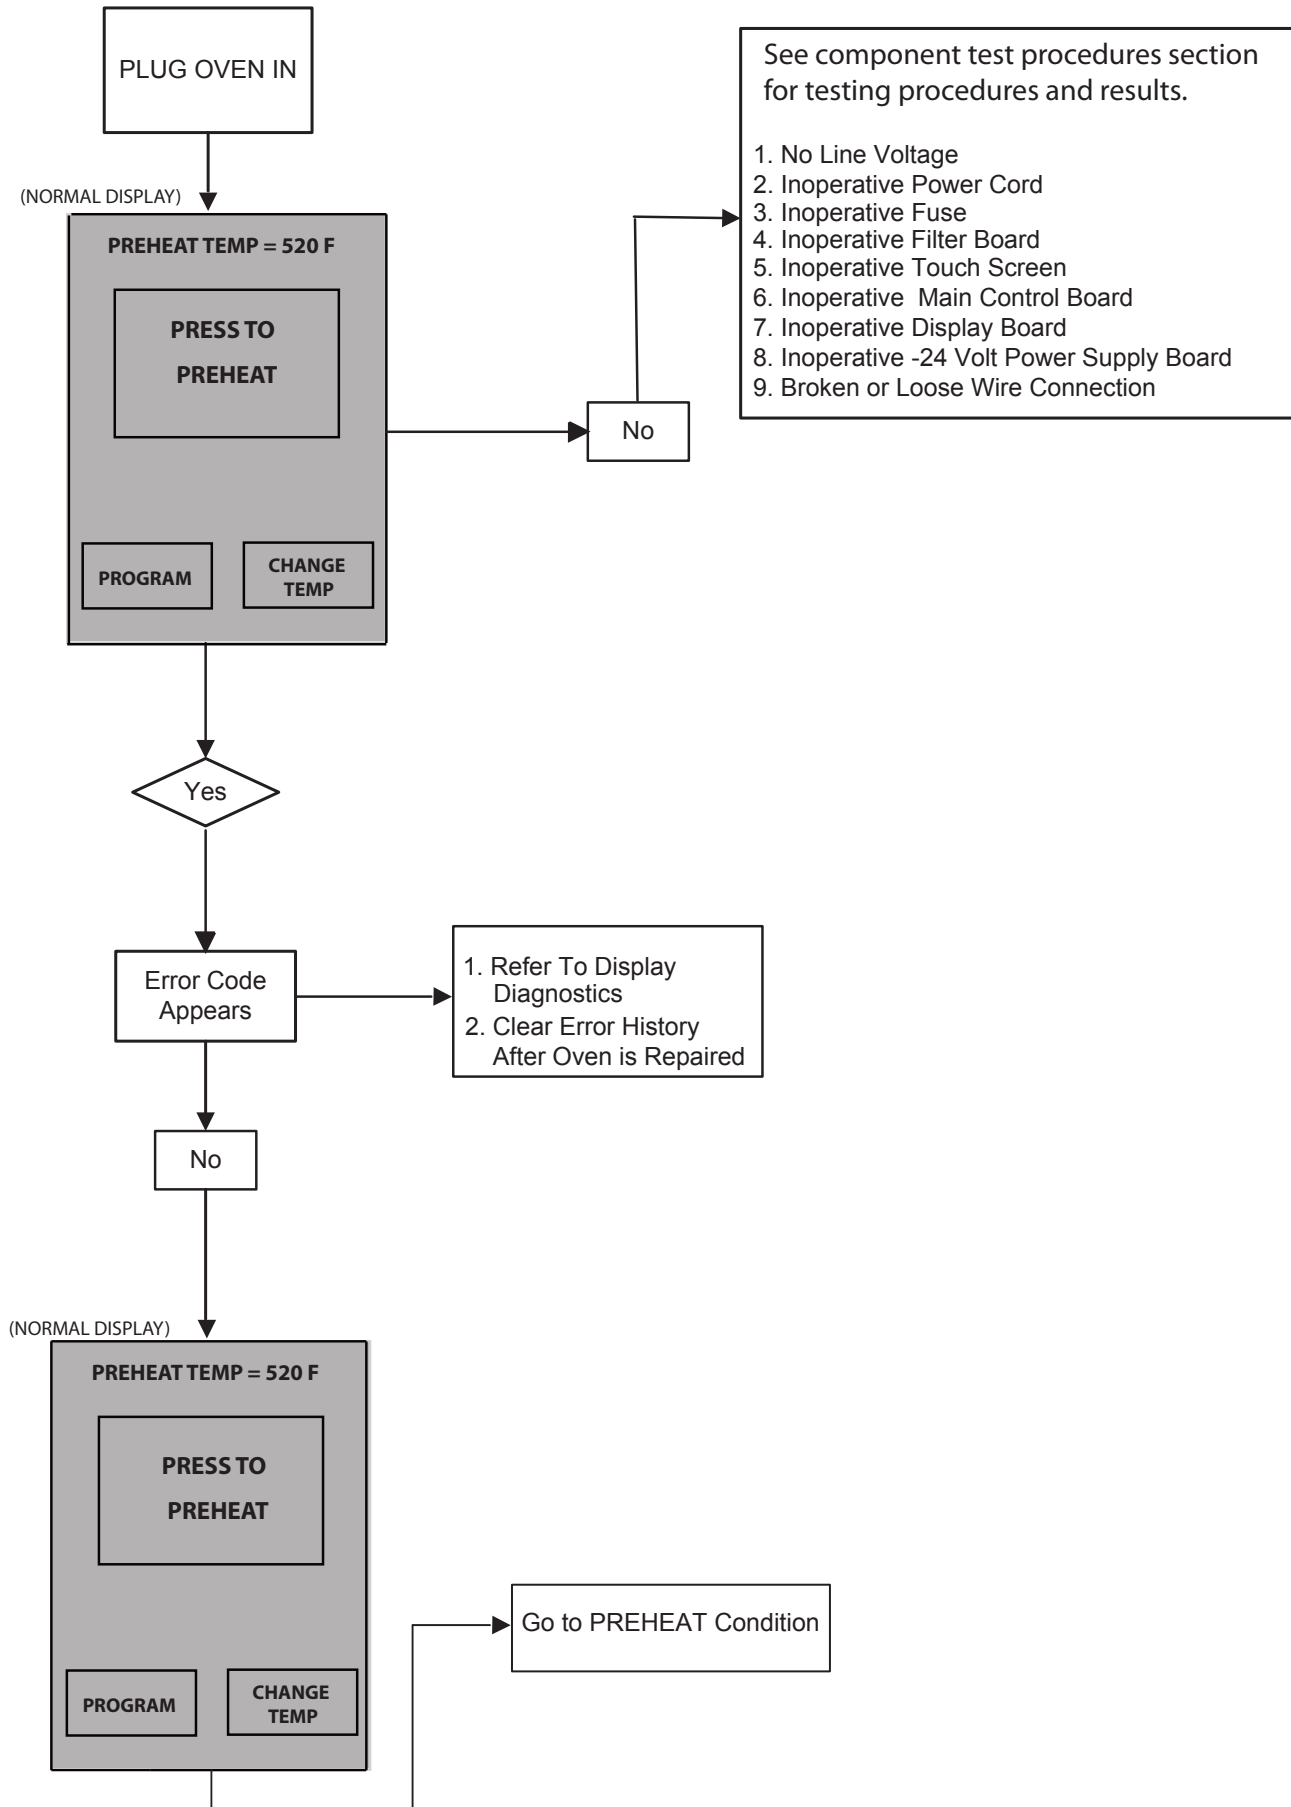 PLUG OVEN IN
(NORMAL DISPLAY)
PREHEAT TEMP = 520 F
PRESS TO
PREHEAT
PROGRAM
CHANGE
TEMP
No
See component test procedures section
for testing procedures and results.
1. No Line Voltage
2. Inoperative Power Cord
3. Inoperative Fuse
4. Inoperative Filter Board
5. Inoperative Touch Screen
6. Inoperative  Main Control Board
7. Inoperative Display Board
8. Inoperative -24 Volt Power Supply Board
9. Broken or Loose Wire Connection
Yes
Error Code
Appears
1. Refer To Display
Diagnostics
2. Clear Error History
After Oven is Repaired
No
(NORMAL DISPLAY)
PREHEAT TEMP = 520 F
PRESS TO
PREHEAT
PROGRAM
CHANGE
TEMP
Go to PREHEAT Condition